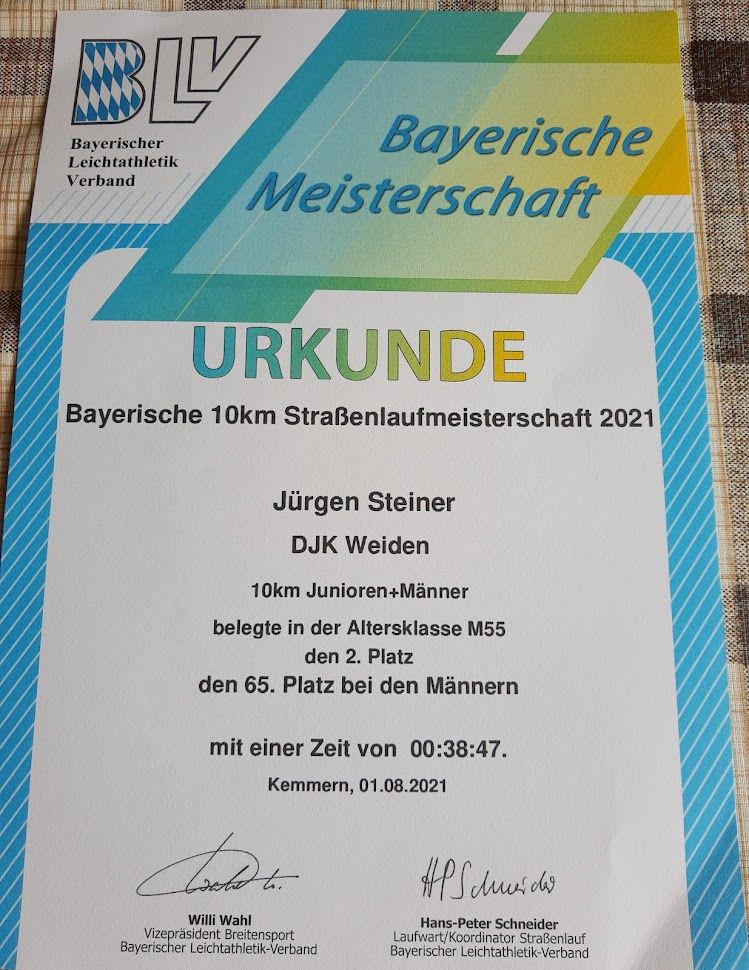 BLV
Bayerischer
Leichtathletik
Verband
Bayerische
Meisterschaft
URKUNDE
Bayerische 10km Straßenlaufmeisterschaft 2021
Jürgen Steiner
DJK Weiden
10km Junioren+Männer
belegte in der Altersklasse M55
den 2. Platz
den 65. Platz bei den Männern
mit einer Zeit von 00:38:47.
Kemmern, 01.08.2021
HPSchneider
Willi Wahl
Vizepräsident Breitensport
Bayerischer Leichtathletik-Verband
Hans-Peter Schneider
Laufwart/Koordinator Straßenlauf
Bayerischer Leichtathletik-Verband